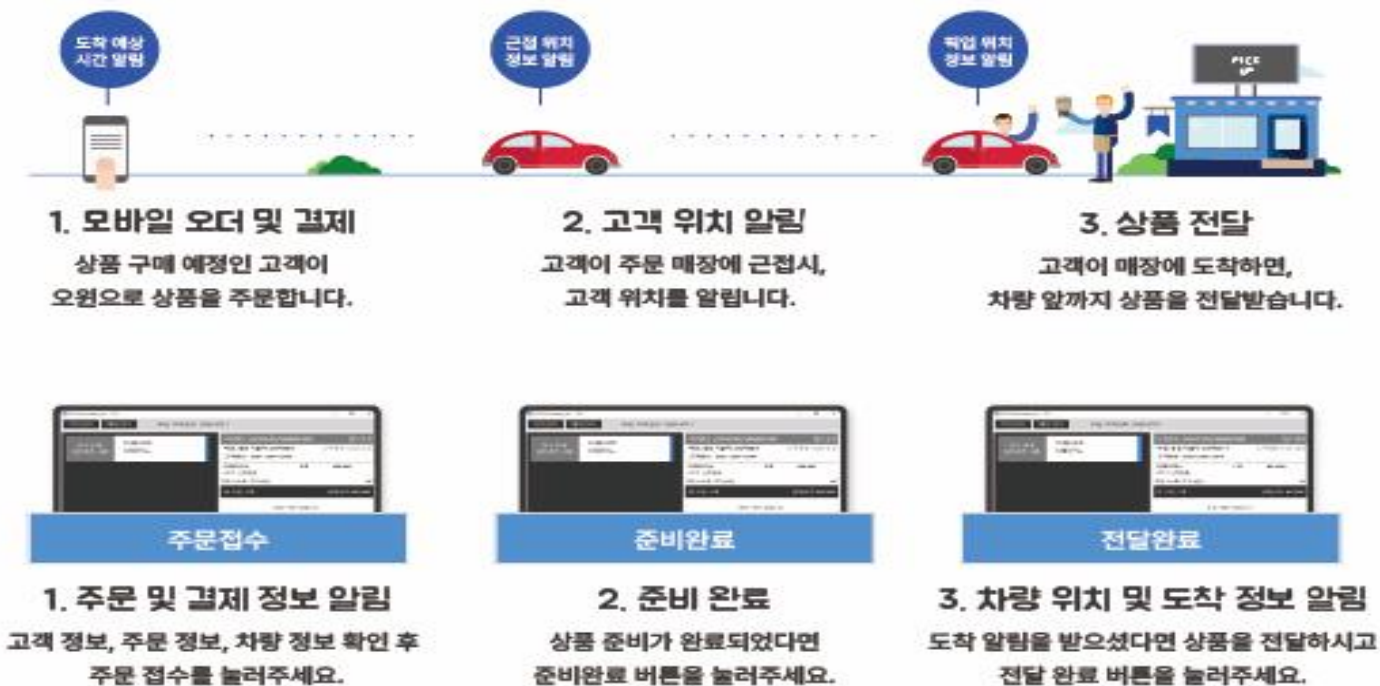 도착 예상
시간 알림
근접 위치
정보 알림
픽업 위치
정보 알림
PICK
UP
1. 모바일 오더 및 결제
상품 구매 예정인 고객이
오윈으로 상품을 주문합니다.
2. 고객 위치 알림
고객이 주문 매장에 근접시,
고객 위치를 알립니다.
3. 상품 전달
고객이 매장에 도착하면,
차량 앞까지 상품을 전달받습니다.
주문접수
준비완료
전달완료
1. 주문 및 결제 정보 알림
고객 정보, 주문 정보, 차량 정보 확인 후
주문 접수를 눌러주세요.
2. 준비 완료
상품 준비가 완료되었다면
준비완료 버튼을 눌러주세요.
3. 차량 위치 및 도착 정보 알림
도착 알림을 받으셨다면 상품을 전달하시고
전달 완료 버튼을 눌러주세요.